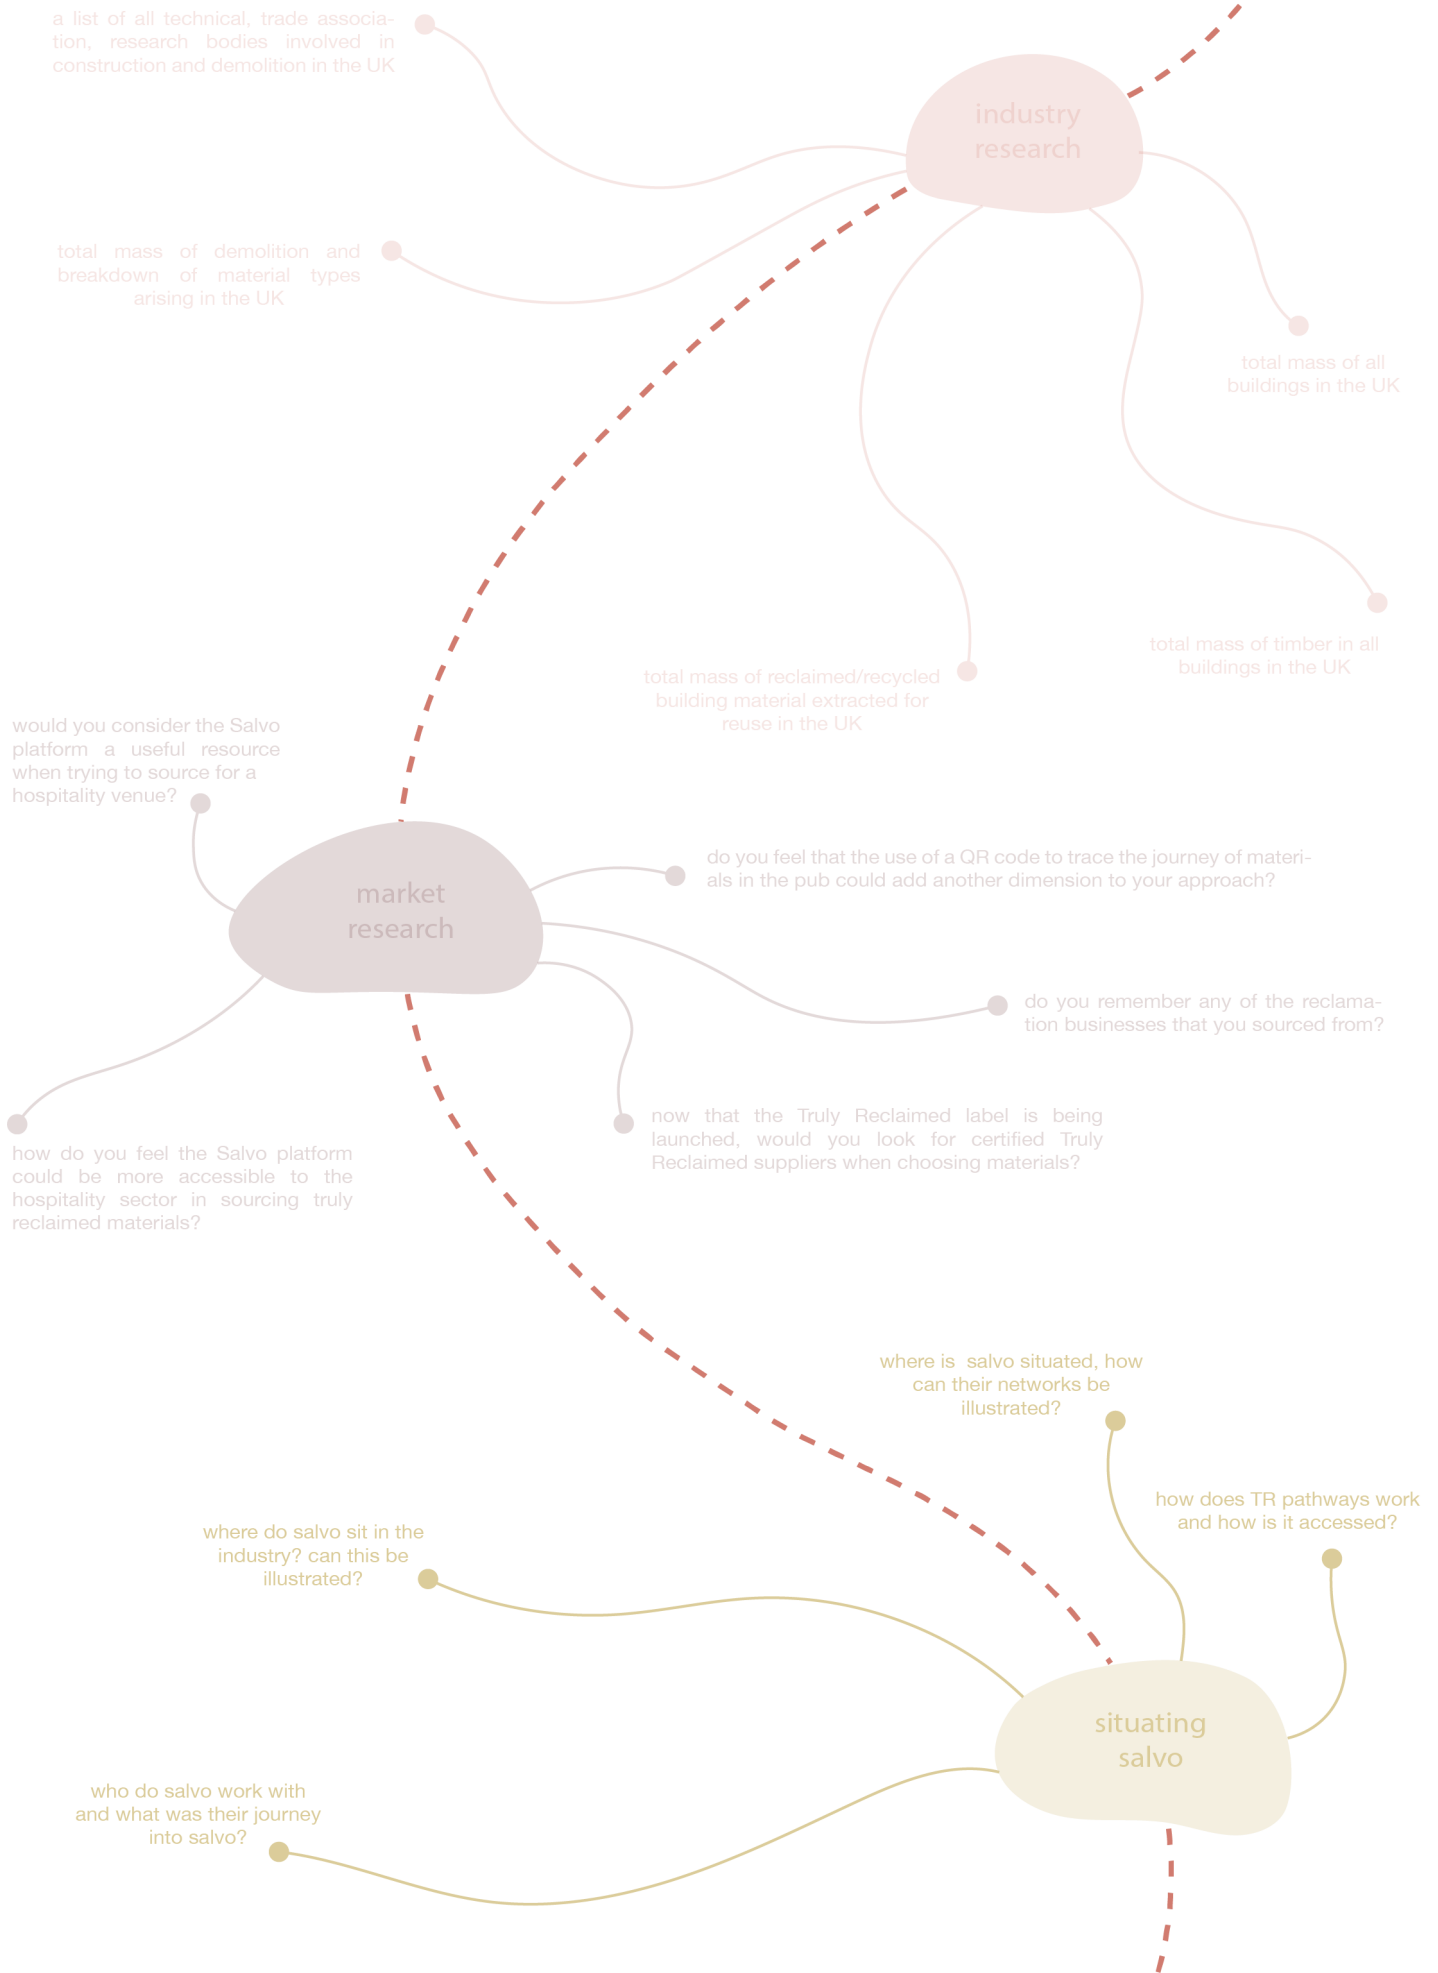 a list of all technical, trade associa-
tion, research bodies involved in
construction and demolition in the UK
industry
research
total mass of demolition and
breakdown of material types
arising in the UK
total mass of all
buildings in the UK
total mass of timber in all
buildings in the UK
total mass of reclaimed/recycled
building material extracted for
reuse in the UK
would you consider the Salvo
platform a useful resource
when trying to source for a
hospitality venue?
market
research
do you feel that the use of a QR code to trace the journey of materi-
als in the pub could add another dimension to your approach?
do you remember any of the reclama-
tion businesses that you sourced from?
now that the Truly Reclaimed label is being
launched, would you look for certified Truly
Reclaimed suppliers when choosing materials?
how do you feel the Salvo platform
could be more accessible to the
hospitality sector in sourcing truly
reclaimed materials?
where is salvo situated, how
can their networks be
illustrated?
how does TR pathways work
and how is it accessed?
where do salvo sit in the
industry? can this be
illustrated?
situating
salvo
who do salvo work with
and what was their journey
into salvo?